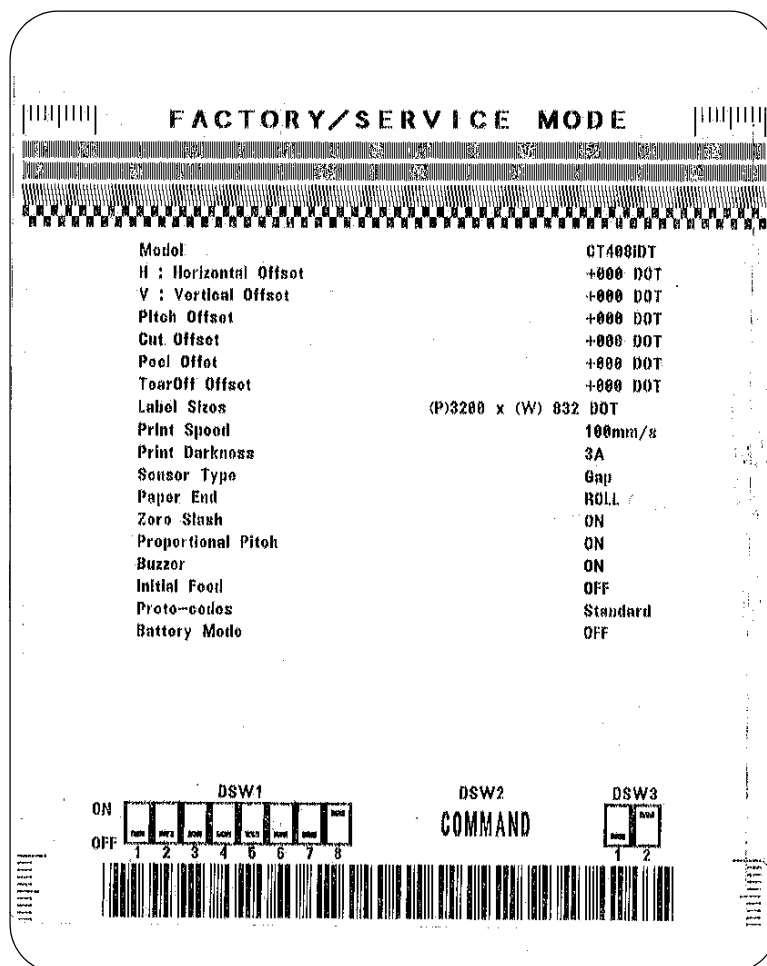 FACTORY/SERVICE MODE
Model CT408iDT
H : Horizontal Offset +000 DOT
V : Vertical Offset +000 DOT
Pitch Offset +000 DOT
Cut Offset +000 DOT
Peel Offet +000 DOT
TearOff Offset +000 DOT
Label Sizes (P)3200 x (W) 832 DOT
Print Speed 100mm/s
Print Darkness 3A
Sensor Type Gap
Paper End ROLL
Zero Slash ON
Proportional Pitch ON
Buzzer ON
Initial Feed OFF
Proto-codes Standard
Battery Mode OFF
DSW1 DSW2 DSW3
ON
COMMAND
OFF
1 2 3 4 5 6 7 8 1 2